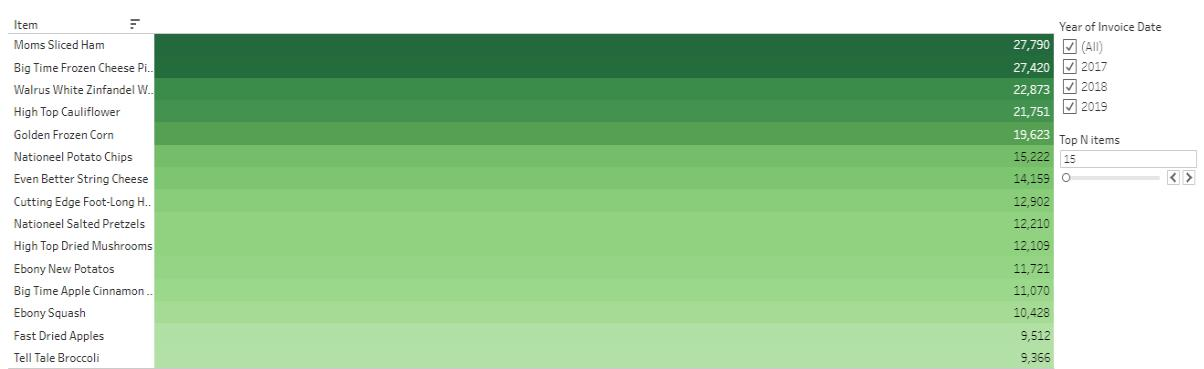 Item
Moms Sliced Ham 27,790
Big Time Frozen Cheese Pi.. 27,420
Walrus White Zinfandel W.. 22,873
High Top Cauliflower 21,751
Golden Frozen Corn 19,623
Nationeel Potato Chips 15,222
Even Better String Cheese 14,159
Cutting Edge Foot-Long H.. 12,902
Nationeel Salted Pretzels 12,210
High Top Dried Mushrooms 12,109
Ebony New Potatos 11,721
Big Time Apple Cinnamon .. 11,070
Ebony Squash 10,428
Fast Dried Apples 9,512
Tell Tale Broccoli 9,366
Year of Invoice Date
(All)
2017
2018
2019
Top N items
15